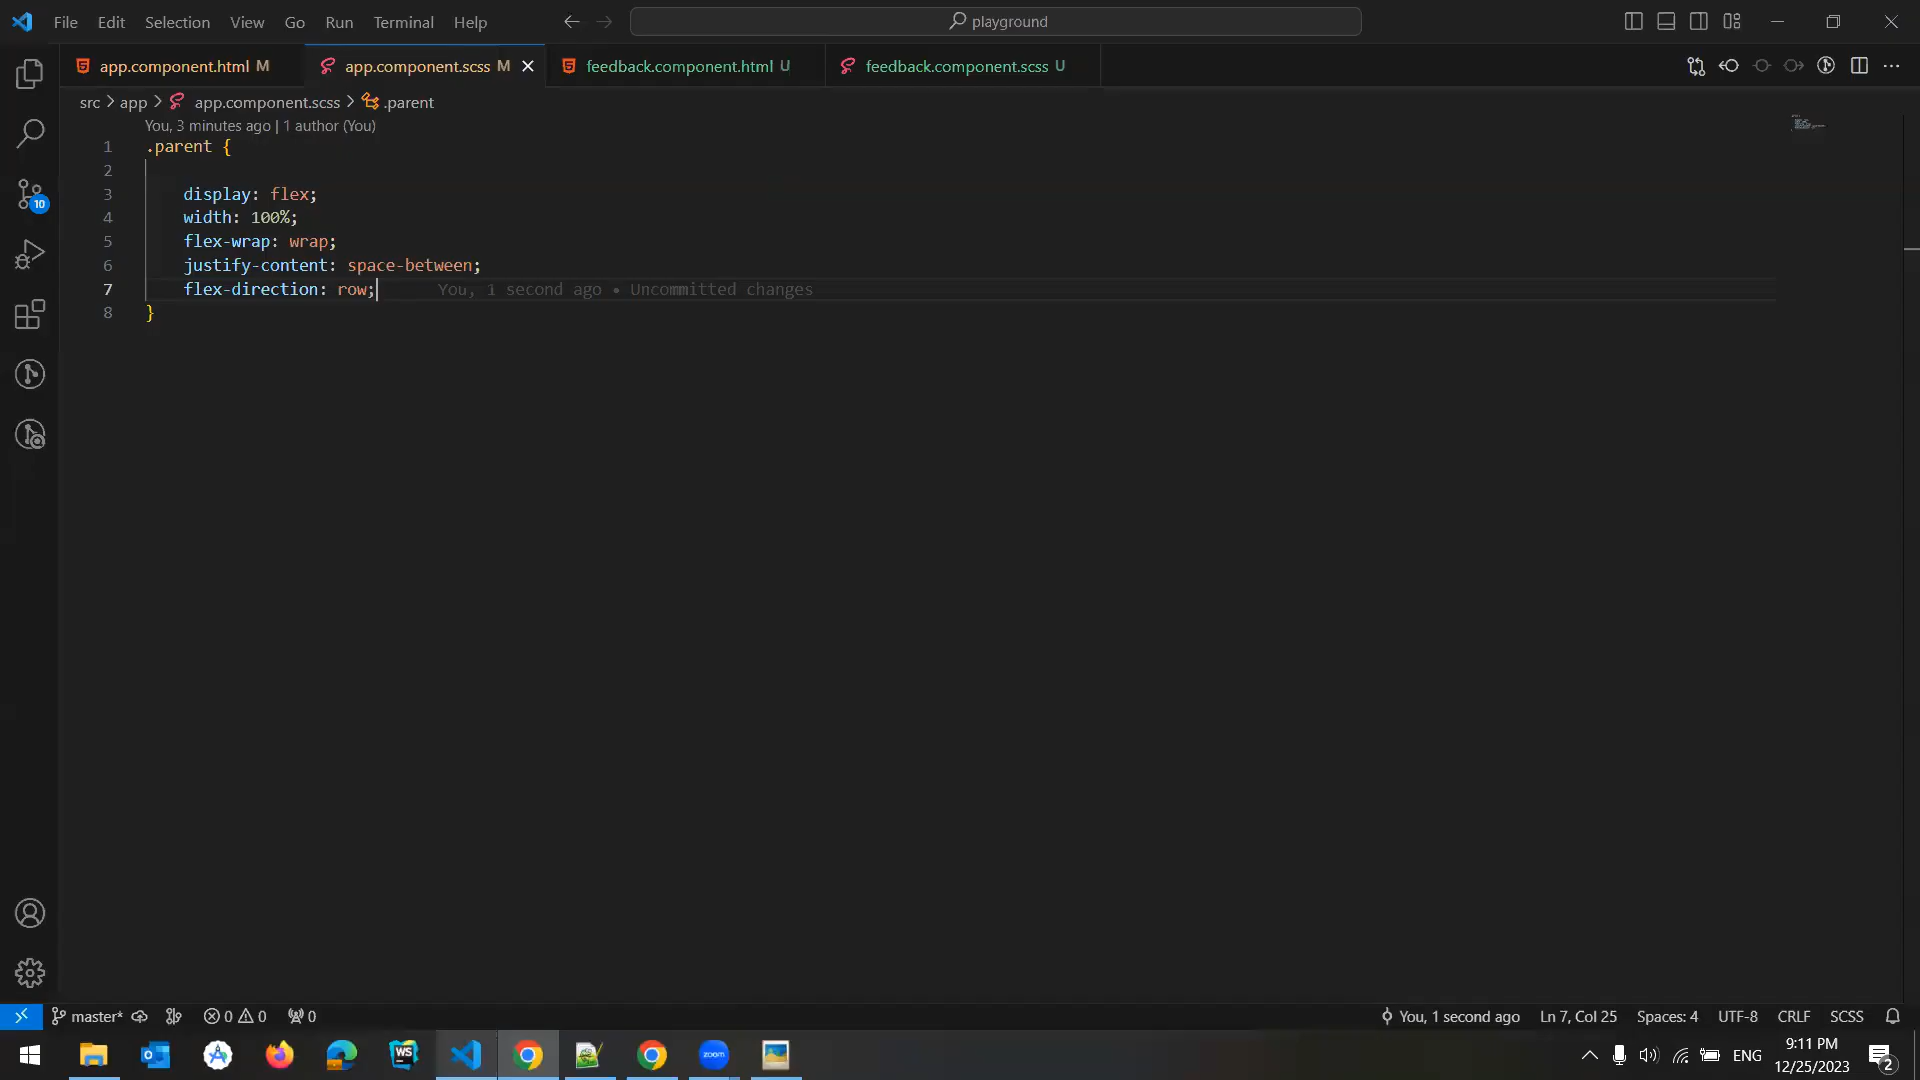 File Edit Selection View Go Run Terminal Help playground
app.component.html M app.component.scss M feedback.component.html U feedback.component.scss U
src > app > app.component.scss > .parent
You, 3 minutes ago | 1 author (You)
1 .parent {
2
3 display: flex;
4 width: 100%;
5 flex-wrap: wrap;
6 justify-content: space-between;
7 flex-direction: row; You, 1 second ago • Uncommitted changes
8 }
10
master* 0 0 0 You, 1 second ago Ln 7, Col 25 Spaces: 4 UTF-8 CRLF SCSS
WS zoom ENG 9:11 PM
12/25/2023 2